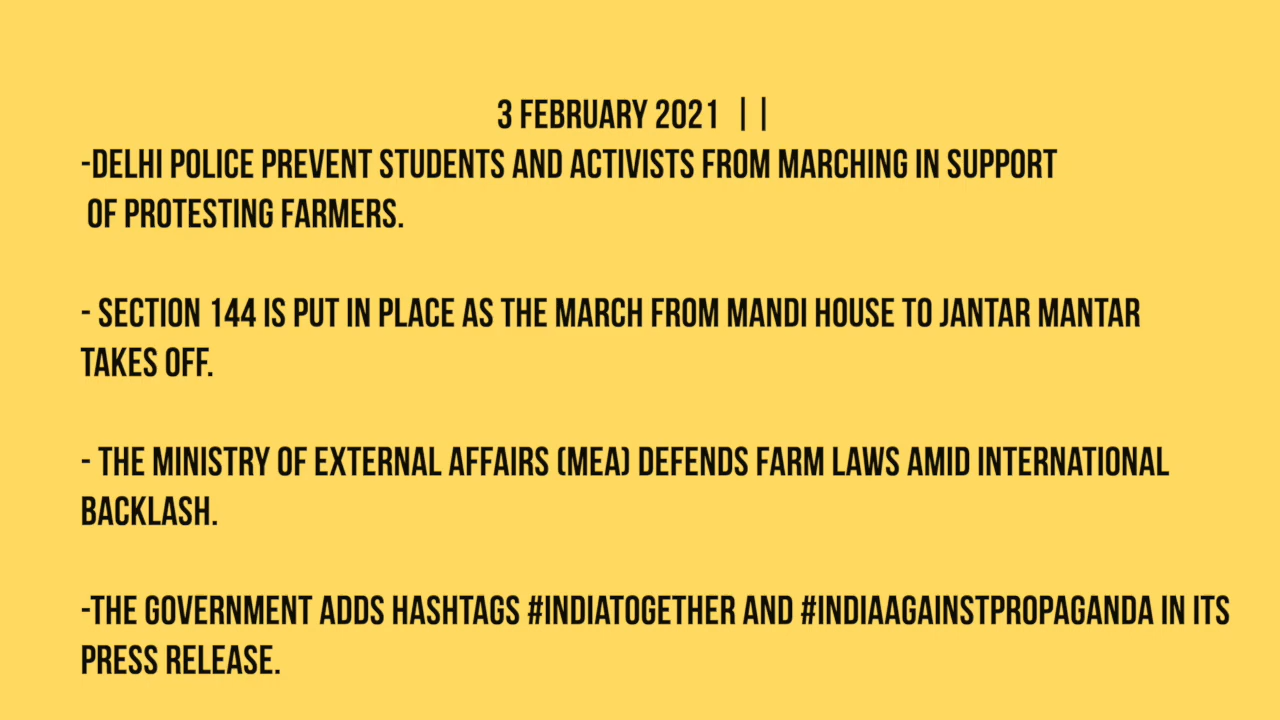 3 FEBRUARY 2021 ||
-DELHI POLICE PREVENT STUDENTS AND ACTIVISTS FROM MARCHING IN SUPPORT
OF PROTESTING FARMERS.
- SECTION 144 IS PUT IN PLACE AS THE MARCH FROM MANDI HOUSE TO JANTAR MANTAR
TAKES OFF.
- THE MINISTRY OF EXTERNAL AFFAIRS (MEA) DEFENDS FARM LAWS AMID INTERNATIONAL
BACKLASH.
-THE GOVERNMENT ADDS HASHTAGS #INDIATOGETHER AND #INDIAAGAINSTPROPAGANDA IN ITS
PRESS RELEASE.